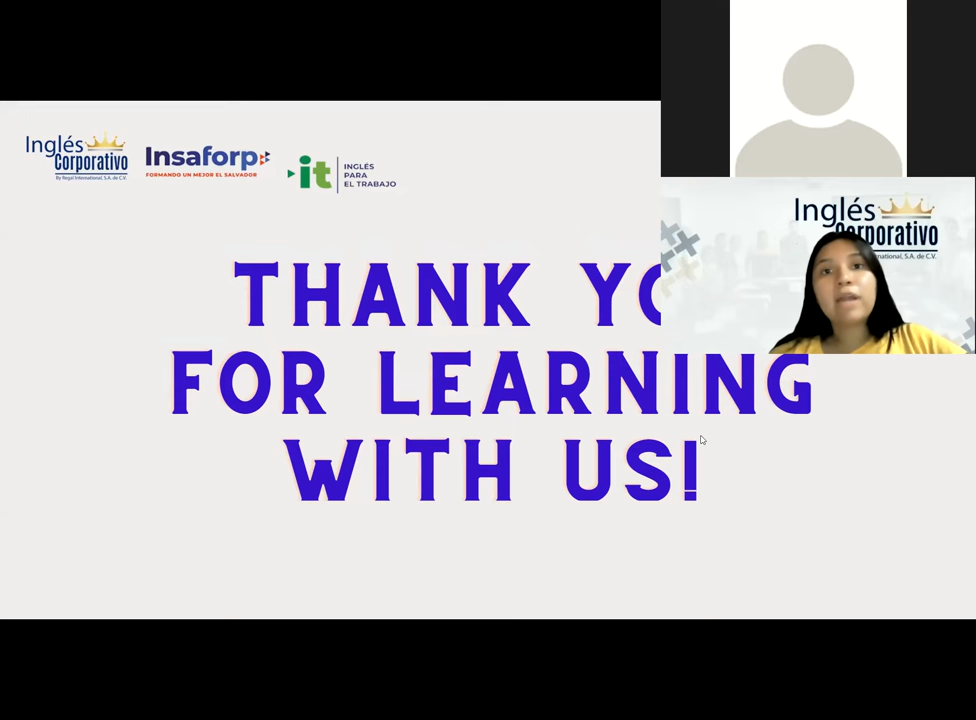 Inglés
Corporativo
By Regal International, S.A. de C.V.
Insaforp
FORMANDO UN MEJOR EL SALVADOR
it
INGLÉS
PARA
EL TRABAJO
Inglés
Corporativo
national, S.A. de C.V.
THANK YO
FOR LEARNING
WITH US!